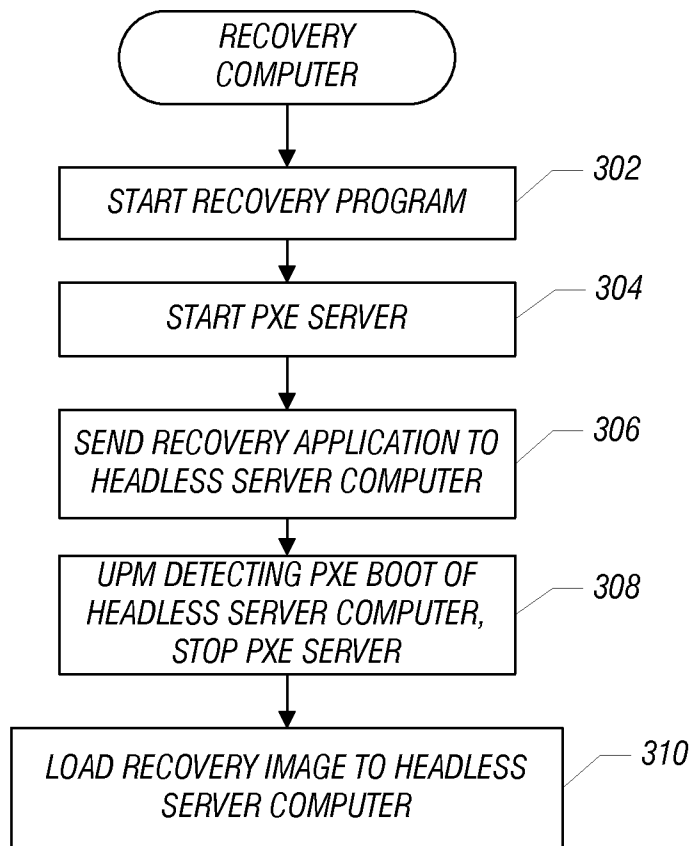 RECOVERY
COMPUTER
START RECOVERY PROGRAM
302
START PXE SERVER
304
SEND RECOVERY APPLICATION TO
HEADLESS SERVER COMPUTER
306
UPM DETECTING PXE BOOT OF
HEADLESS SERVER COMPUTER,
STOP PXE SERVER
308
LOAD RECOVERY IMAGE TO HEADLESS
SERVER COMPUTER
310